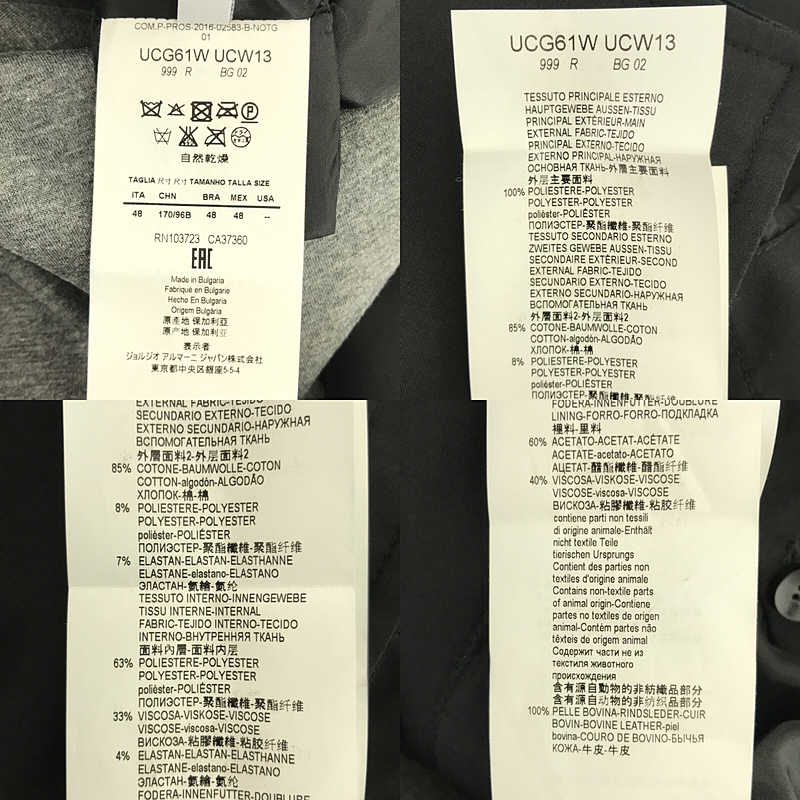 COM.P-PROS-2016-02583-B-NOTG
01
UCG61W UCW13
999 R BG 02
自然乾燥
TAGLIA 尺寸 尺寸 TAMANHO TALLA SIZE
ITA CHN BRA MEX USA
48 170/96B 48 48 --
RN103723 CA37360
EAC
Made in Bulgaria
Fabriqué en Bulgarie
Hecho En Bulgaria
Origem Bulgária
原產地 保加利亞
原产地 保加利亚
表示者
ジョルジオ アルマーニ ジャパン株式会社
東京都中央区銀座5-5-4
UCG61W UCW13
999 R BG 02
TESSUTO PRINCIPALE ESTERNO
HAUPTGEWEBE AUSSEN-TISSU
PRINCIPAL EXTÉRIEUR-MAIN
EXTERNAL FABRIC-TEJIDO
PRINCIPAL EXTERNO-TECIDO
EXTERNO PRINCIPAL-НАРУЖНАЯ
ОСНОВНАЯ ТКАНЬ-外層主要面料
外层主要面料
100% POLIESTERE-POLYESTER
POLYESTER-POLYESTER
poliéster-POLIÉSTER
ПОЛИЭСТЕР-聚酯纖維-聚酯纤维
TESSUTO SECONDARIO ESTERNO
ZWEITES GEWEBE AUSSEN-TISSU
SECONDAIRE EXTÉRIEUR-SECOND
EXTERNAL FABRIC-TEJIDO
SECUNDARIO EXTERNO-TECIDO
EXTERNO SECUNDARIO-НАРУЖНАЯ
ВСПОМОГАТЕЛЬНАЯ ТКАНЬ
外層面料2-外层面料2
85% COTONE-BAUMWOLLE-COTON
COTTON-algodón-ALGODÃO
ХЛОПОК-棉-棉
8% POLIESTERE-POLYESTER
POLYESTER-POLYESTER
poliéster-POLIÉSTER
ПОЛИЭСТЕР-聚酯纖維-聚酯纤维
EXTERNAL FABRIC-TEJIDO
SECUNDARIO EXTERNO-TECIDO
EXTERNO SECUNDARIO-НАРУЖНАЯ
ВСПОМОГАТЕЛЬНАЯ ТКАНЬ
外層面料2-外层面料2
85% COTONE-BAUMWOLLE-COTON
COTTON-algodón-ALGODÃO
ХЛОПОК-棉-棉
8% POLIESTERE-POLYESTER
POLYESTER-POLYESTER
poliéster-POLIÉSTER
ПОЛИЭСТЕР-聚酯纖維-聚酯纤维
7% ELASTAN-ELASTAN-ELASTHANNE
ELASTANE-elastano-ELASTANO
ЭЛАСТАН-氨綸-氨纶
TESSUTO INTERNO-INNENGEWEBE
TISSU INTERNE-INTERNAL
FABRIC-TEJIDO INTERNO-TECIDO
INTERNO-ВНУТРЕННЯЯ ТКАНЬ
面料內層-面料内层
63% POLIESTERE-POLYESTER
POLYESTER-POLYESTER
poliéster-POLIÉSTER
ПОЛИЭСТЕР-聚酯纖維-聚酯纤维
33% VISCOSA-VISKOSE-VISCOSE
VISCOSE-viscosa-VISCOSE
ВИСКОЗА-粘膠纖維-粘胶纤维
4% ELASTAN-ELASTAN-ELASTHANNE
ELASTANE-elastano-ELASTANO
ЭЛАСТАН-氨綸-氨纶
FODERA-INNENFUTTER-DOUBLURE
FODERA-INNENFUTTER-DOUBLURE
LINING-FORRO-FORRO-ПОДКЛАДКА
裡料-里料
60% ACETATO-ACETAT-ACÉTATE
ACETATE-acetato-ACETATO
АЦЕТАТ-醋酯纖維-醋酯纤维
40% VISCOSA-VISKOSE-VISCOSE
VISCOSE-viscosa-VISCOSE
ВИСКОЗА-粘膠纖維-粘胶纤维
contiene parti non tessili
di origine animale-Enthält
nicht textile Teile
tierischen Ursprungs
Contient des parties non
textiles d'origine animale
Contains non-textile parts
of animal origin-Contiene
partes no textiles de origen
animal-Contém partes não
têxteis de origem animal
Содержит части не из
текстиля животного
происхождения
含有源自動物的非紡織品部分
含有源自动物的非纺织品部分
100% PELLE BOVINA-RINDSLEDER-CUIR
BOVIN-BOVINE LEATHER-piel
bovina-COURO DE BOVINO-БЫЧЬЯ
КОЖА-牛皮-牛皮